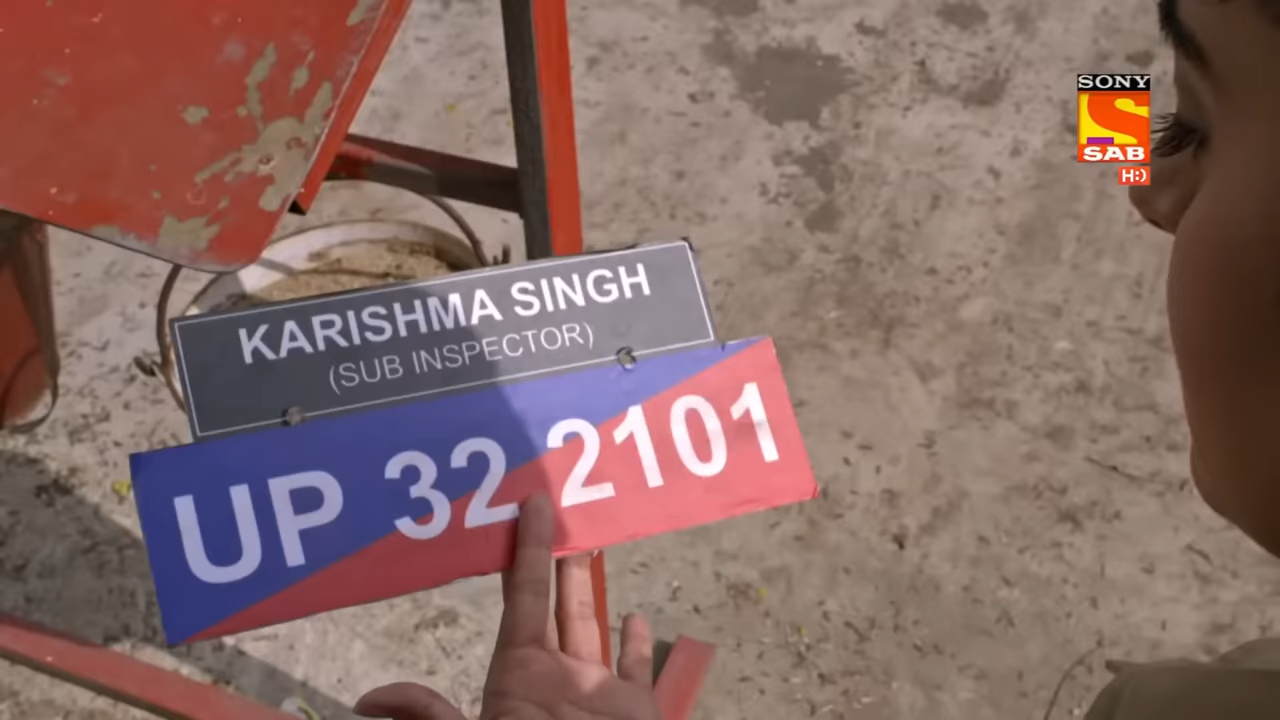 SONY
S
SAB
HD
KARISHMA SINGH
(SUB INSPECTOR)
UP 32 2101